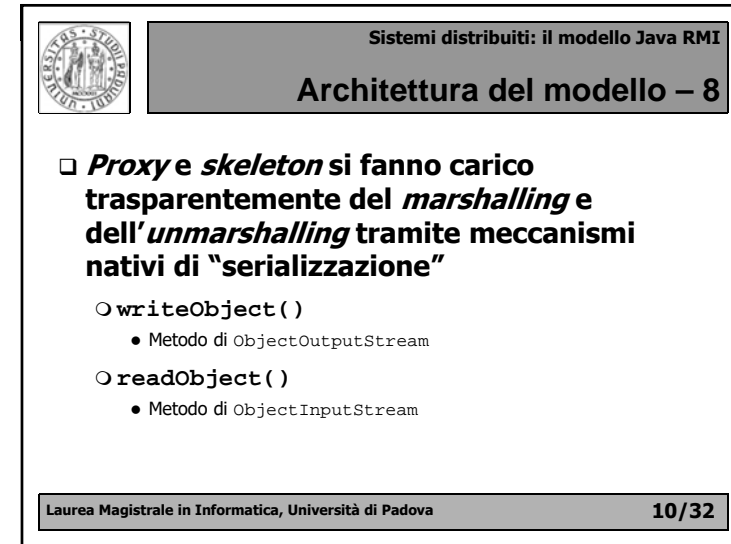 Sistemi distribuiti: il modello Java RMI
Architettura del modello – 8
Proxy e skeleton si fanno carico
trasparentemente del marshalling e
dell'unmarshalling tramite meccanismi
nativi di “serializzazione”
writeObject()
Metodo di ObjectOutputStream
readObject()
Metodo di ObjectInputStream
Laurea Magistrale in Informatica, Università di Padova
10/32